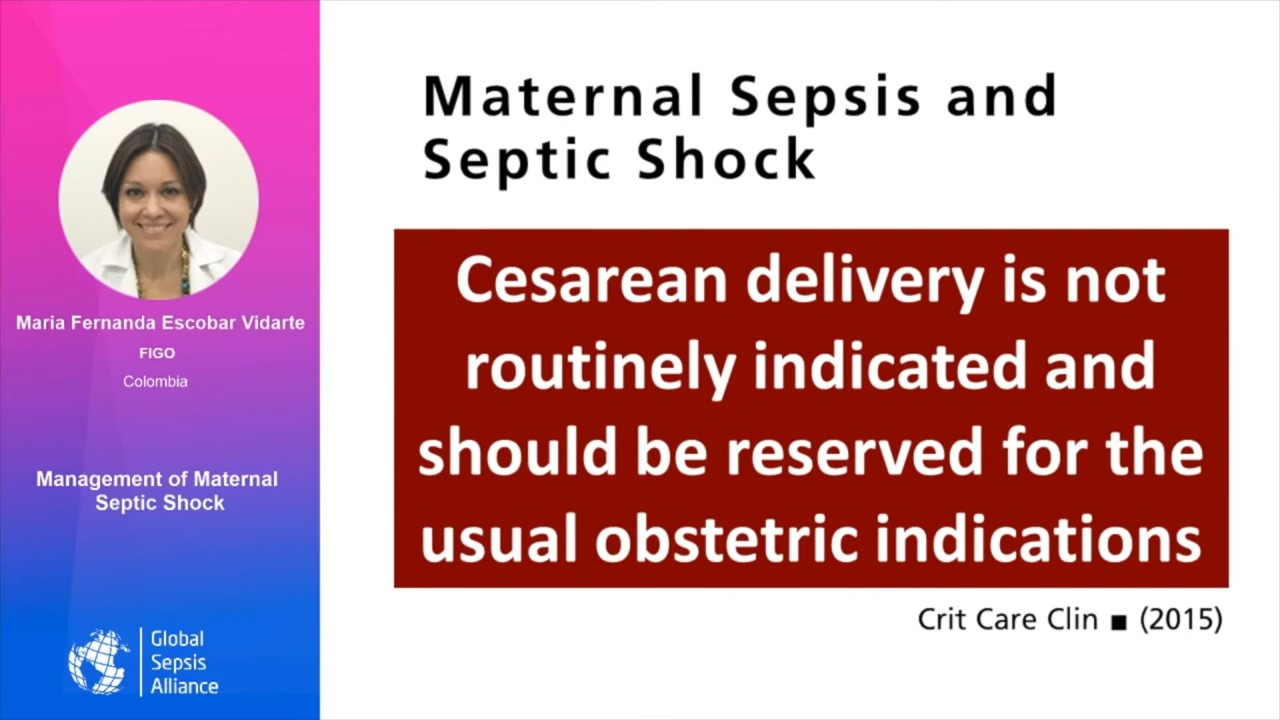 Maria Fernanda Escobar Vidarte
FIGO
Colombia
Management of Maternal
Septic Shock
Global
Sepsis
Alliance
Maternal Sepsis and
Septic Shock
Cesarean delivery is not
routinely indicated and
should be reserved for the
usual obstetric indications
Crit Care Clin ■ (2015)